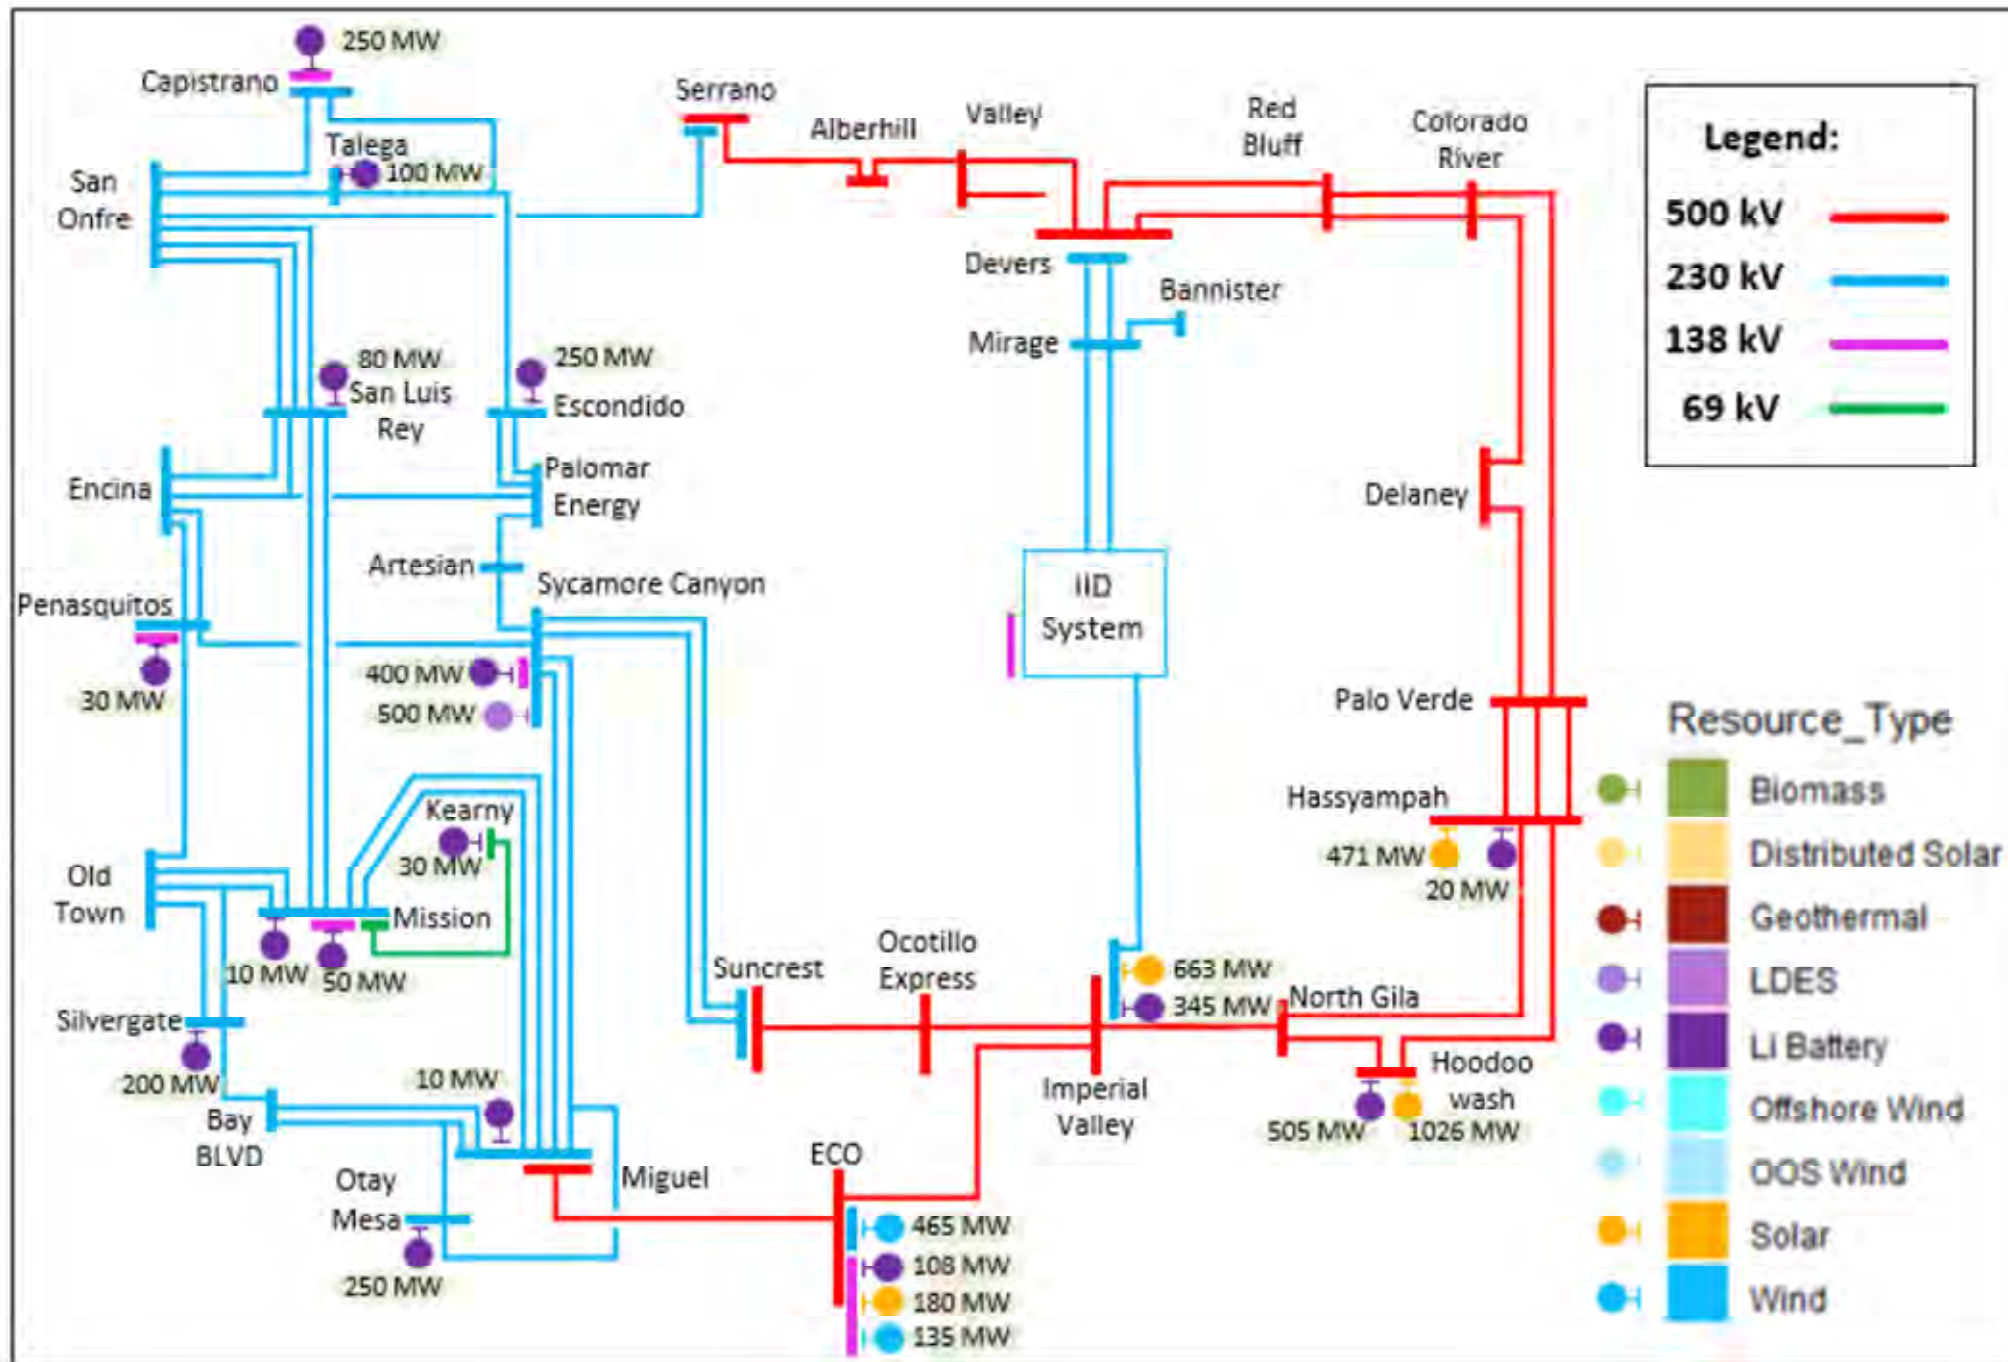 250 MW
Capistrano
Talega
100 MW
San
Onfre
Serrano
Alberhill
Valley
Red
Bluff
Colorado
River
Legend:
500 kV
230 kV
138 kV
69 kV
Devers
Bannister
Mirage
80 MW
San Luis
Rey
250 MW
Escondido
Encina
Palomar
Energy
Delaney
Artesian
Sycamore Canyon
Penasquitos
30 MW
400 MW
500 MW
IID
System
Palo Verde
Hassyampah
471 MW
20 MW
Kearny
30 MW
Old
Town
Mission
10 MW
50 MW
Silvergate
200 MW
Suncrest
Ocotillo
Express
663 MW
345 MW
North Gila
Imperial
Valley
Hoodoo
wash
505 MW
1026 MW
10 MW
Bay
BLVD
Otay
Mesa
250 MW
Miguel
ECO
465 MW
108 MW
180 MW
135 MW
Resource_Type
Biomass
Distributed Solar
Geothermal
LDES
Li Battery
Offshore Wind
OOS Wind
Solar
Wind